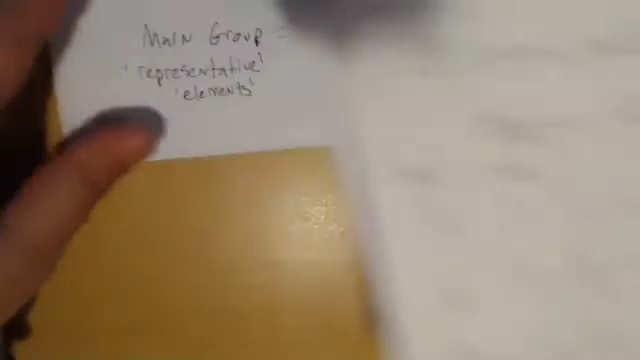 Main Group -
'representative'
'elements'